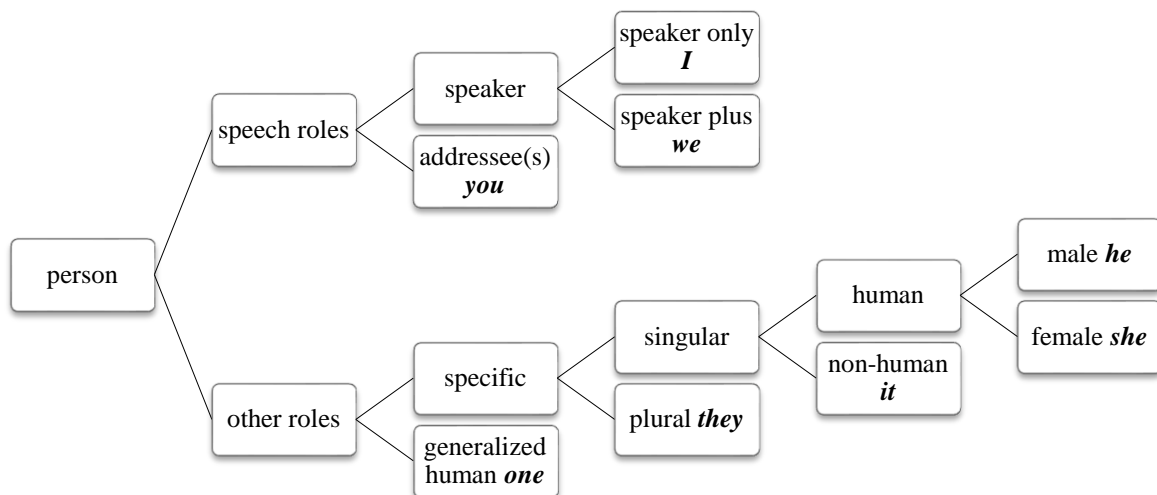 person
speech roles
speaker
speaker only
I
speaker plus
we
addressee(s)
you
other roles
specific
singular
human
male he
female she
non-human
it
plural they
generalized
human one